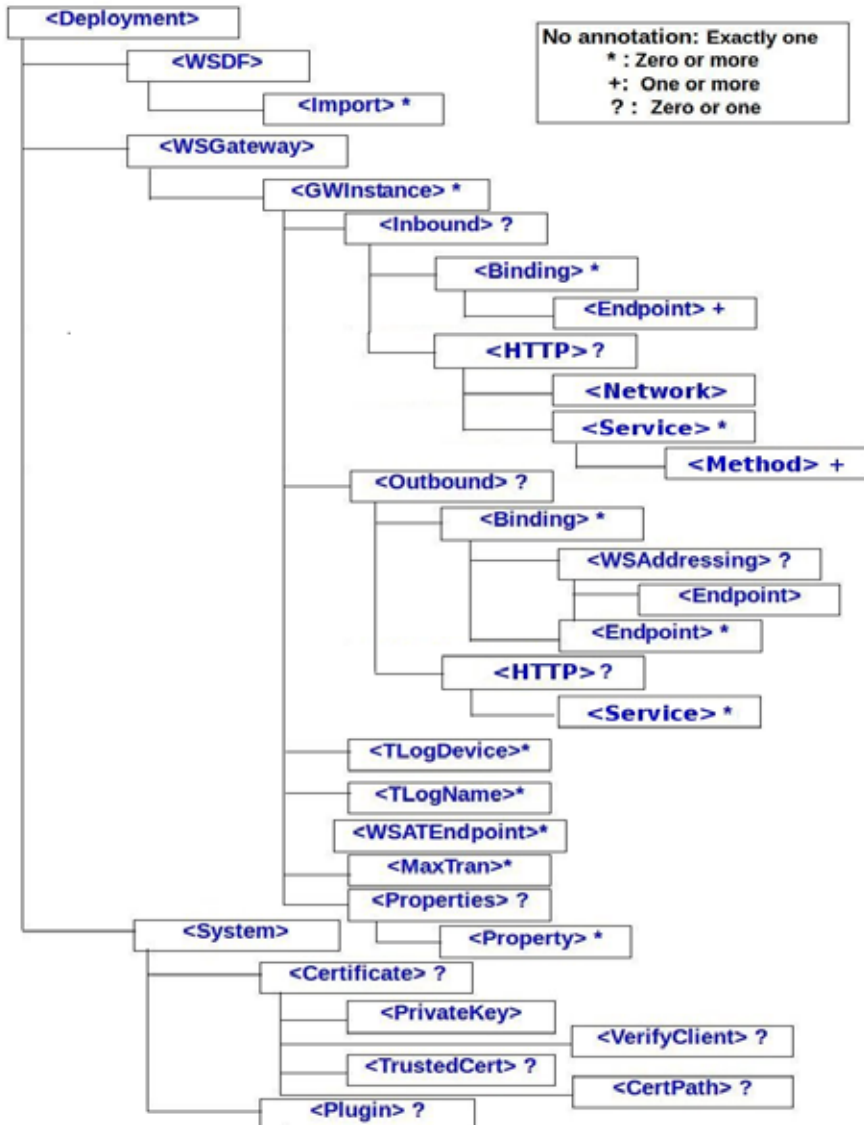 <Deployment>
No annotation: Exactly one
* : Zero or more
+: One or more
? : Zero or one
<WSDF>
<Import> *
<WSGateway>
<GWInstance> *
<Inbound> ?
<Binding> *
<Endpoint> +
<HTTP> ?
<Network>
<Service> *
<Method> +
<Outbound> ?
<Binding> *
<WSAddressing> ?
<Endpoint>
<Endpoint> *
<HTTP> ?
<Service> *
<TLogDevice>*
<TLogName>*
<WSATEndpoint>*
<MaxTran>*
<Properties> ?
<System>
<Property> *
<Certificate> ?
<PrivateKey>
<VerifyClient> ?
<TrustedCert> ?
<CertPath> ?
<Plugin> ?